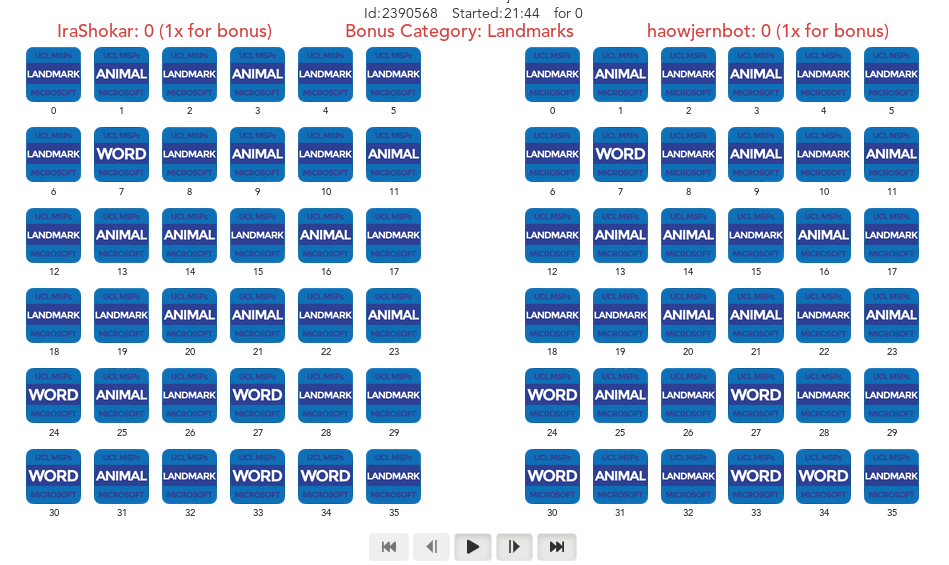 Id:2390568 Started:21:44 for 0
IraShokar: 0 (1x for bonus) Bonus Category: Landmarks haowjernbot: 0 (1x for bonus)
UCL MSPs UCL MSPs UCL MSPs UCL MSPs UCL MSPs UCL MSPs UCL MSPs UCL MSPs UCL MSPs UCL MSPs UCL MSPs UCL MSPs
LANDMARK ANIMAL LANDMARK ANIMAL LANDMARK LANDMARK LANDMARK ANIMAL LANDMARK ANIMAL LANDMARK LANDMARK
MICROSOFT MICROSOFT MICROSOFT MICROSOFT MICROSOFT MICROSOFT MICROSOFT MICROSOFT MICROSOFT MICROSOFT MICROSOFT MICROSOFT
0 1 2 3 4 5 0 1 2 3 4 5
UCL MSPs UCL MSPs UCL MSPs UCL MSPs UCL MSPs UCL MSPs UCL MSPs UCL MSPs UCL MSPs UCL MSPs UCL MSPs UCL MSPs
LANDMARK WORD LANDMARK ANIMAL LANDMARK ANIMAL LANDMARK WORD LANDMARK ANIMAL LANDMARK ANIMAL
MICROSOFT MICROSOFT MICROSOFT MICROSOFT MICROSOFT MICROSOFT MICROSOFT MICROSOFT MICROSOFT MICROSOFT MICROSOFT MICROSOFT
6 7 8 9 10 11 6 7 8 9 10 11
UCL MSPs UCL MSPs UCL MSPs UCL MSPs UCL MSPs UCL MSPs UCL MSPs UCL MSPs UCL MSPs UCL MSPs UCL MSPs UCL MSPs
LANDMARK ANIMAL ANIMAL LANDMARK ANIMAL LANDMARK LANDMARK ANIMAL ANIMAL LANDMARK ANIMAL LANDMARK
MICROSOFT MICROSOFT MICROSOFT MICROSOFT MICROSOFT MICROSOFT MICROSOFT MICROSOFT MICROSOFT MICROSOFT MICROSOFT MICROSOFT
12 13 14 15 16 17 12 13 14 15 16 17
UCL MSPs UCL MSPs UCL MSPs UCL MSPs UCL MSPs UCL MSPs UCL MSPs UCL MSPs UCL MSPs UCL MSPs UCL MSPs UCL MSPs
LANDMARK LANDMARK ANIMAL ANIMAL LANDMARK ANIMAL LANDMARK LANDMARK ANIMAL ANIMAL LANDMARK ANIMAL
MICROSOFT MICROSOFT MICROSOFT MICROSOFT MICROSOFT MICROSOFT MICROSOFT MICROSOFT MICROSOFT MICROSOFT MICROSOFT MICROSOFT
18 19 20 21 22 23 18 19 20 21 22 23
UCL MSPs UCL MSPs UCL MSPs UCL MSPs UCL MSPs UCL MSPs UCL MSPs UCL MSPs UCL MSPs UCL MSPs UCL MSPs UCL MSPs
WORD ANIMAL LANDMARK WORD LANDMARK LANDMARK WORD ANIMAL LANDMARK WORD LANDMARK LANDMARK
MICROSOFT MICROSOFT MICROSOFT MICROSOFT MICROSOFT MICROSOFT MICROSOFT MICROSOFT MICROSOFT MICROSOFT MICROSOFT MICROSOFT
24 25 26 27 28 29 24 25 26 27 28 29
UCL MSPs UCL MSPs UCL MSPs UCL MSPs UCL MSPs UCL MSPs UCL MSPs UCL MSPs UCL MSPs UCL MSPs UCL MSPs UCL MSPs
WORD ANIMAL LANDMARK WORD WORD LANDMARK WORD ANIMAL LANDMARK WORD WORD LANDMARK
MICROSOFT MICROSOFT MICROSOFT MICROSOFT MICROSOFT MICROSOFT MICROSOFT MICROSOFT MICROSOFT MICROSOFT MICROSOFT MICROSOFT
30 31 32 33 34 35 30 31 32 33 34 35